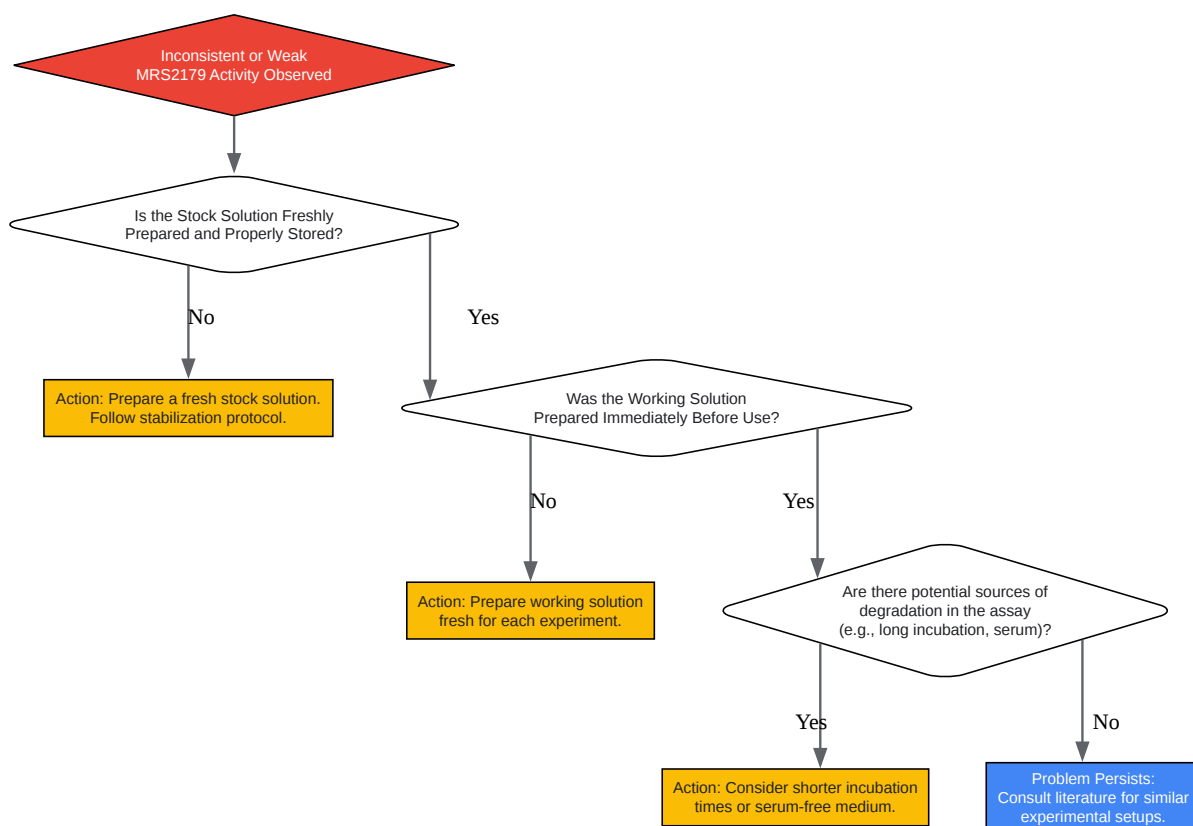 Inconsistent or Weak
MRS2179 Activity Observed
Is the Stock Solution Freshly
Prepared and Properly Stored?
No
Yes
Action: Prepare a fresh stock solution.
Follow stabilization protocol.
Was the Working Solution
Prepared Immediately Before Use?
No
Yes
Action: Prepare working solution
fresh for each experiment.
Are there potential sources of
degradation in the assay
(e.g., long incubation, serum)?
Yes
No
Action: Consider shorter incubation
times or serum-free medium.
Problem Persists:
Consult literature for similar
experimental setups.